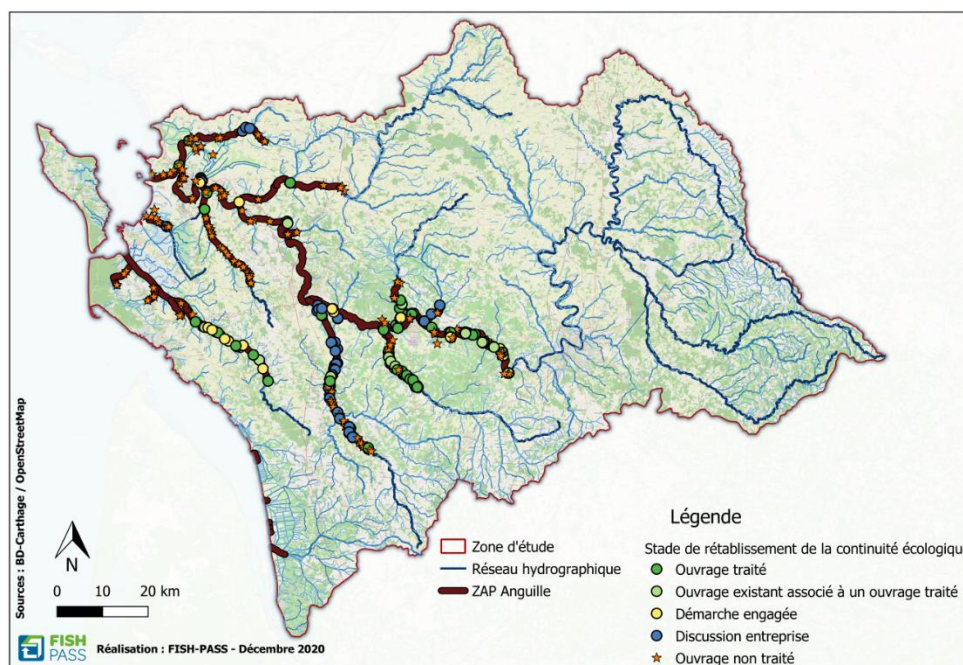 Sources : BD-Carthage / OpenStreetMap
N
0 10 20 km
FISH
PASS
Réalisation : FISH-PASS - Décembre 2020
Zone d'étude
Réseau hydrographique
ZAP Anguille
Légende
Stade de rétablissement de la continuité écologique
Ouvrage traité
Ouvrage existant associé à un ouvrage traité
Démarche engagée
Discussion entreprise
Ouvrage non traité